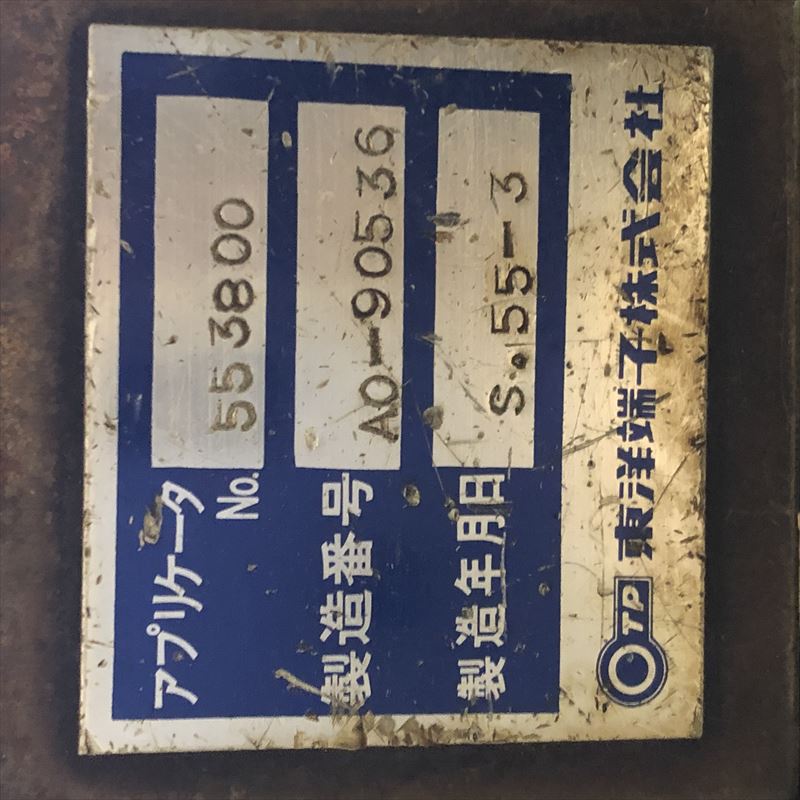 アプリケータ
No. 553800
製造番号 AO-90536
製造年月日 S.55-3
TP 東洋端子株式会社